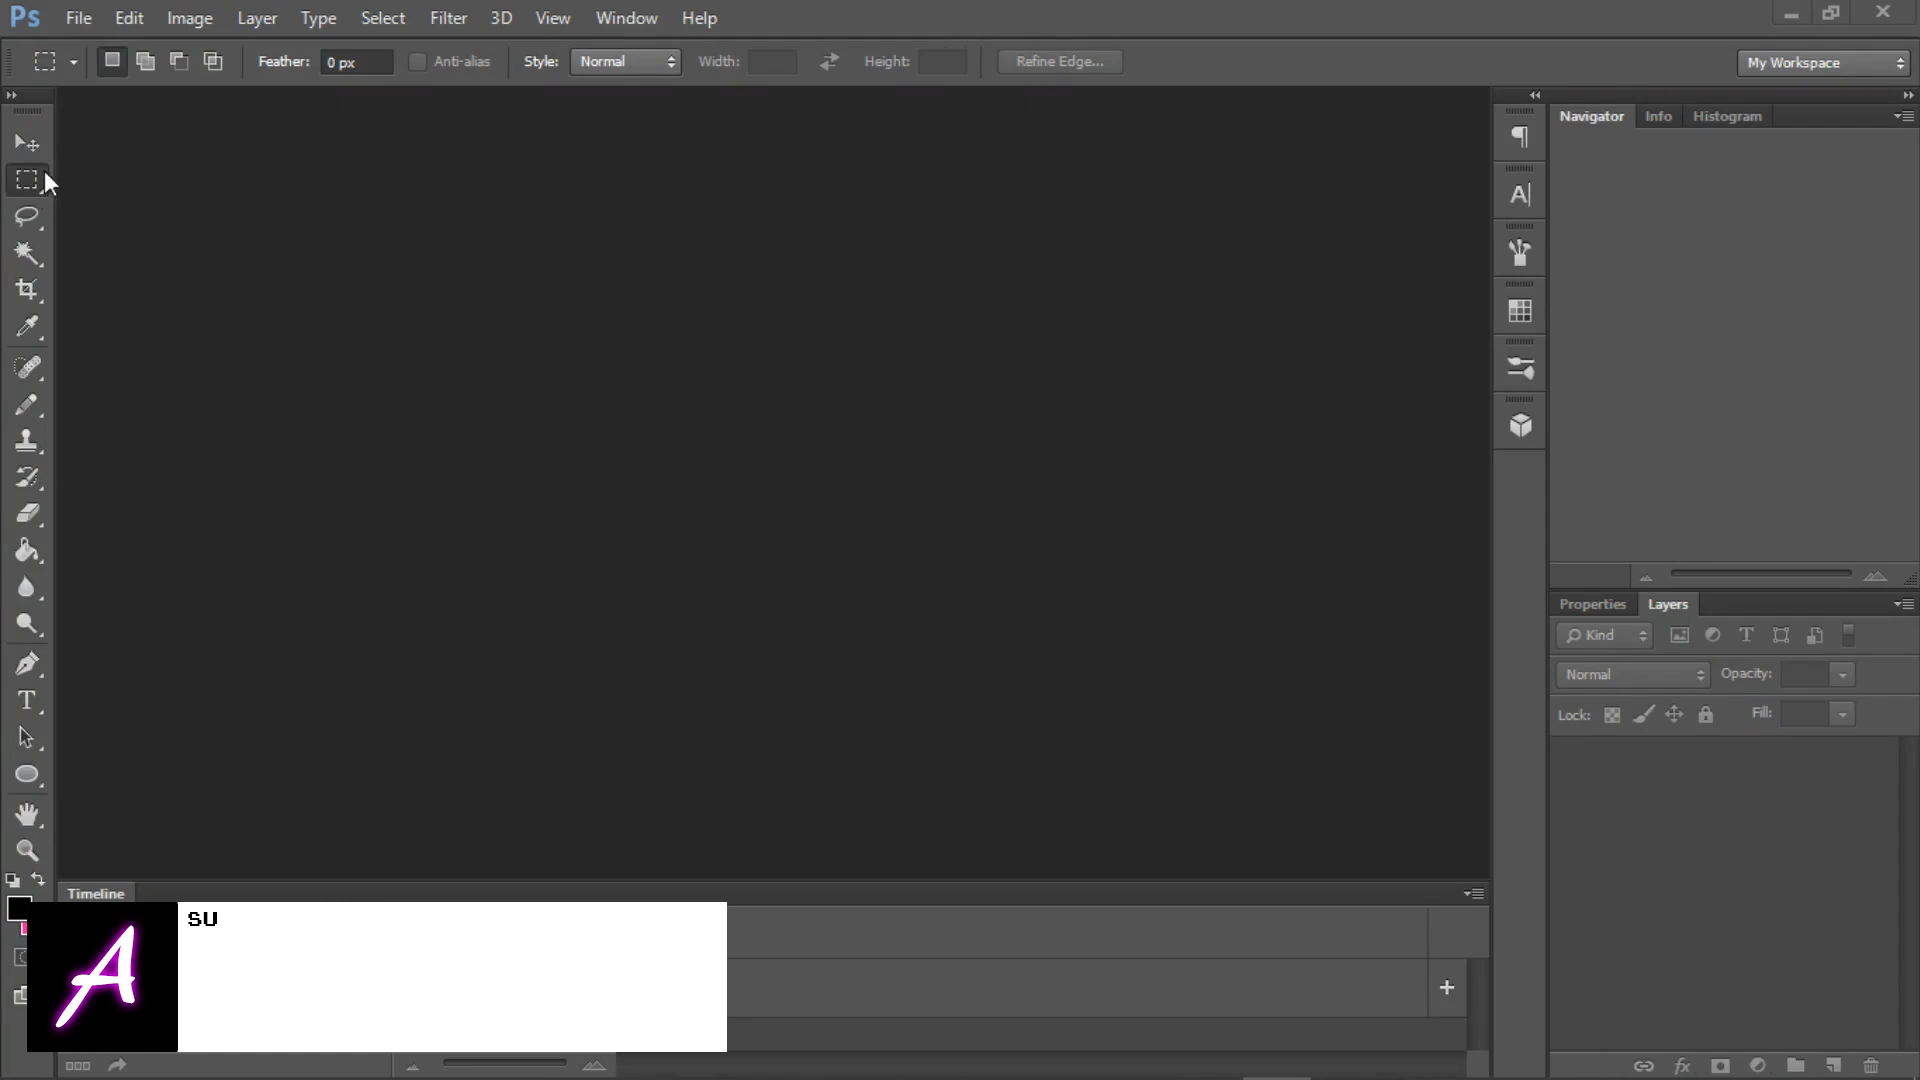 Ps File Edit Image Layer Type Select Filter 3D View Window Help
Feather: 0 px Anti-alias Style: Normal Width: Height: Refine Edge... My Workspace
Navigator Info Histogram
Properties Layers
Kind
Normal Opacity:
Lock: Fill:
Timeline
A
SU